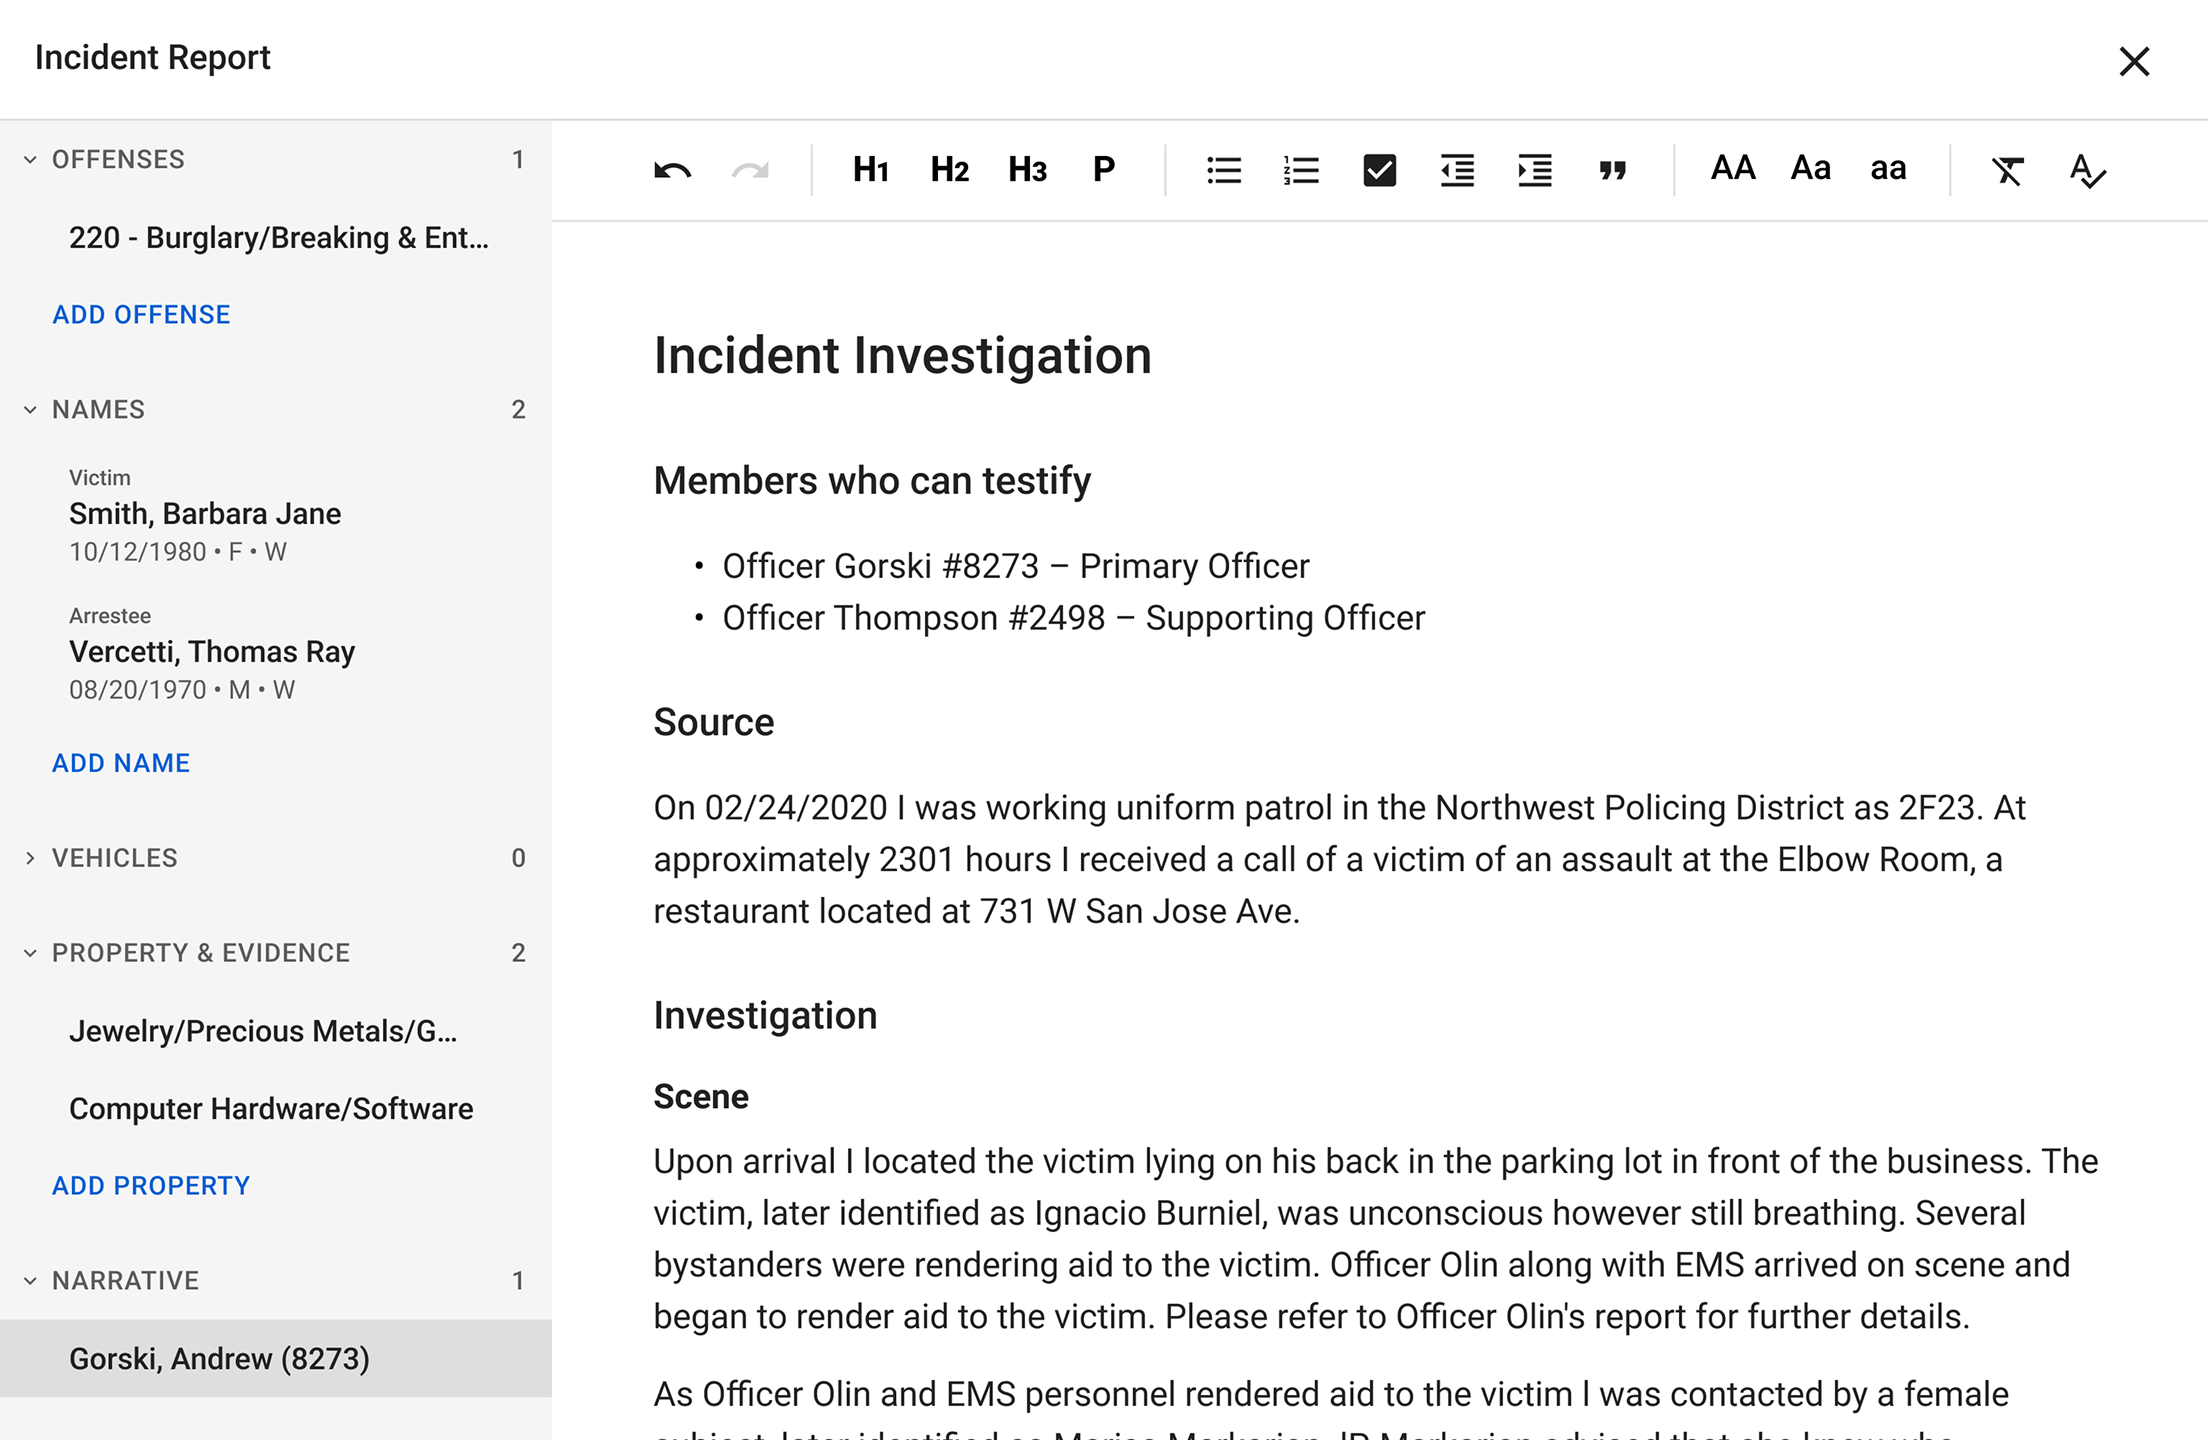 Incident Report
OFFENSES 1
220 - Burglary/Breaking & Ent...
ADD OFFENSE
NAMES 2
Victim
Smith, Barbara Jane
10/12/1980 • F • W
Arrestee
Vercetti, Thomas Ray
08/20/1970 • M • W
ADD NAME
VEHICLES 0
PROPERTY & EVIDENCE 2
Jewelry/Precious Metals/G...
Computer Hardware/Software
ADD PROPERTY
NARRATIVE 1
Gorski, Andrew (8273)
H1 H2 H3 P AA Aa aa
Incident Investigation
Members who can testify
• Officer Gorski #8273 – Primary Officer
• Officer Thompson #2498 – Supporting Officer
Source
On 02/24/2020 I was working uniform patrol in the Northwest Policing District as 2F23. At
approximately 2301 hours I received a call of a victim of an assault at the Elbow Room, a
restaurant located at 731 W San Jose Ave.
Investigation
Scene
Upon arrival I located the victim lying on his back in the parking lot in front of the business. The
victim, later identified as Ignacio Burniel, was unconscious however still breathing. Several
bystanders were rendering aid to the victim. Officer Olin along with EMS arrived on scene and
began to render aid to the victim. Please refer to Officer Olin's report for further details.
As Officer Olin and EMS personnel rendered aid to the victim I was contacted by a female